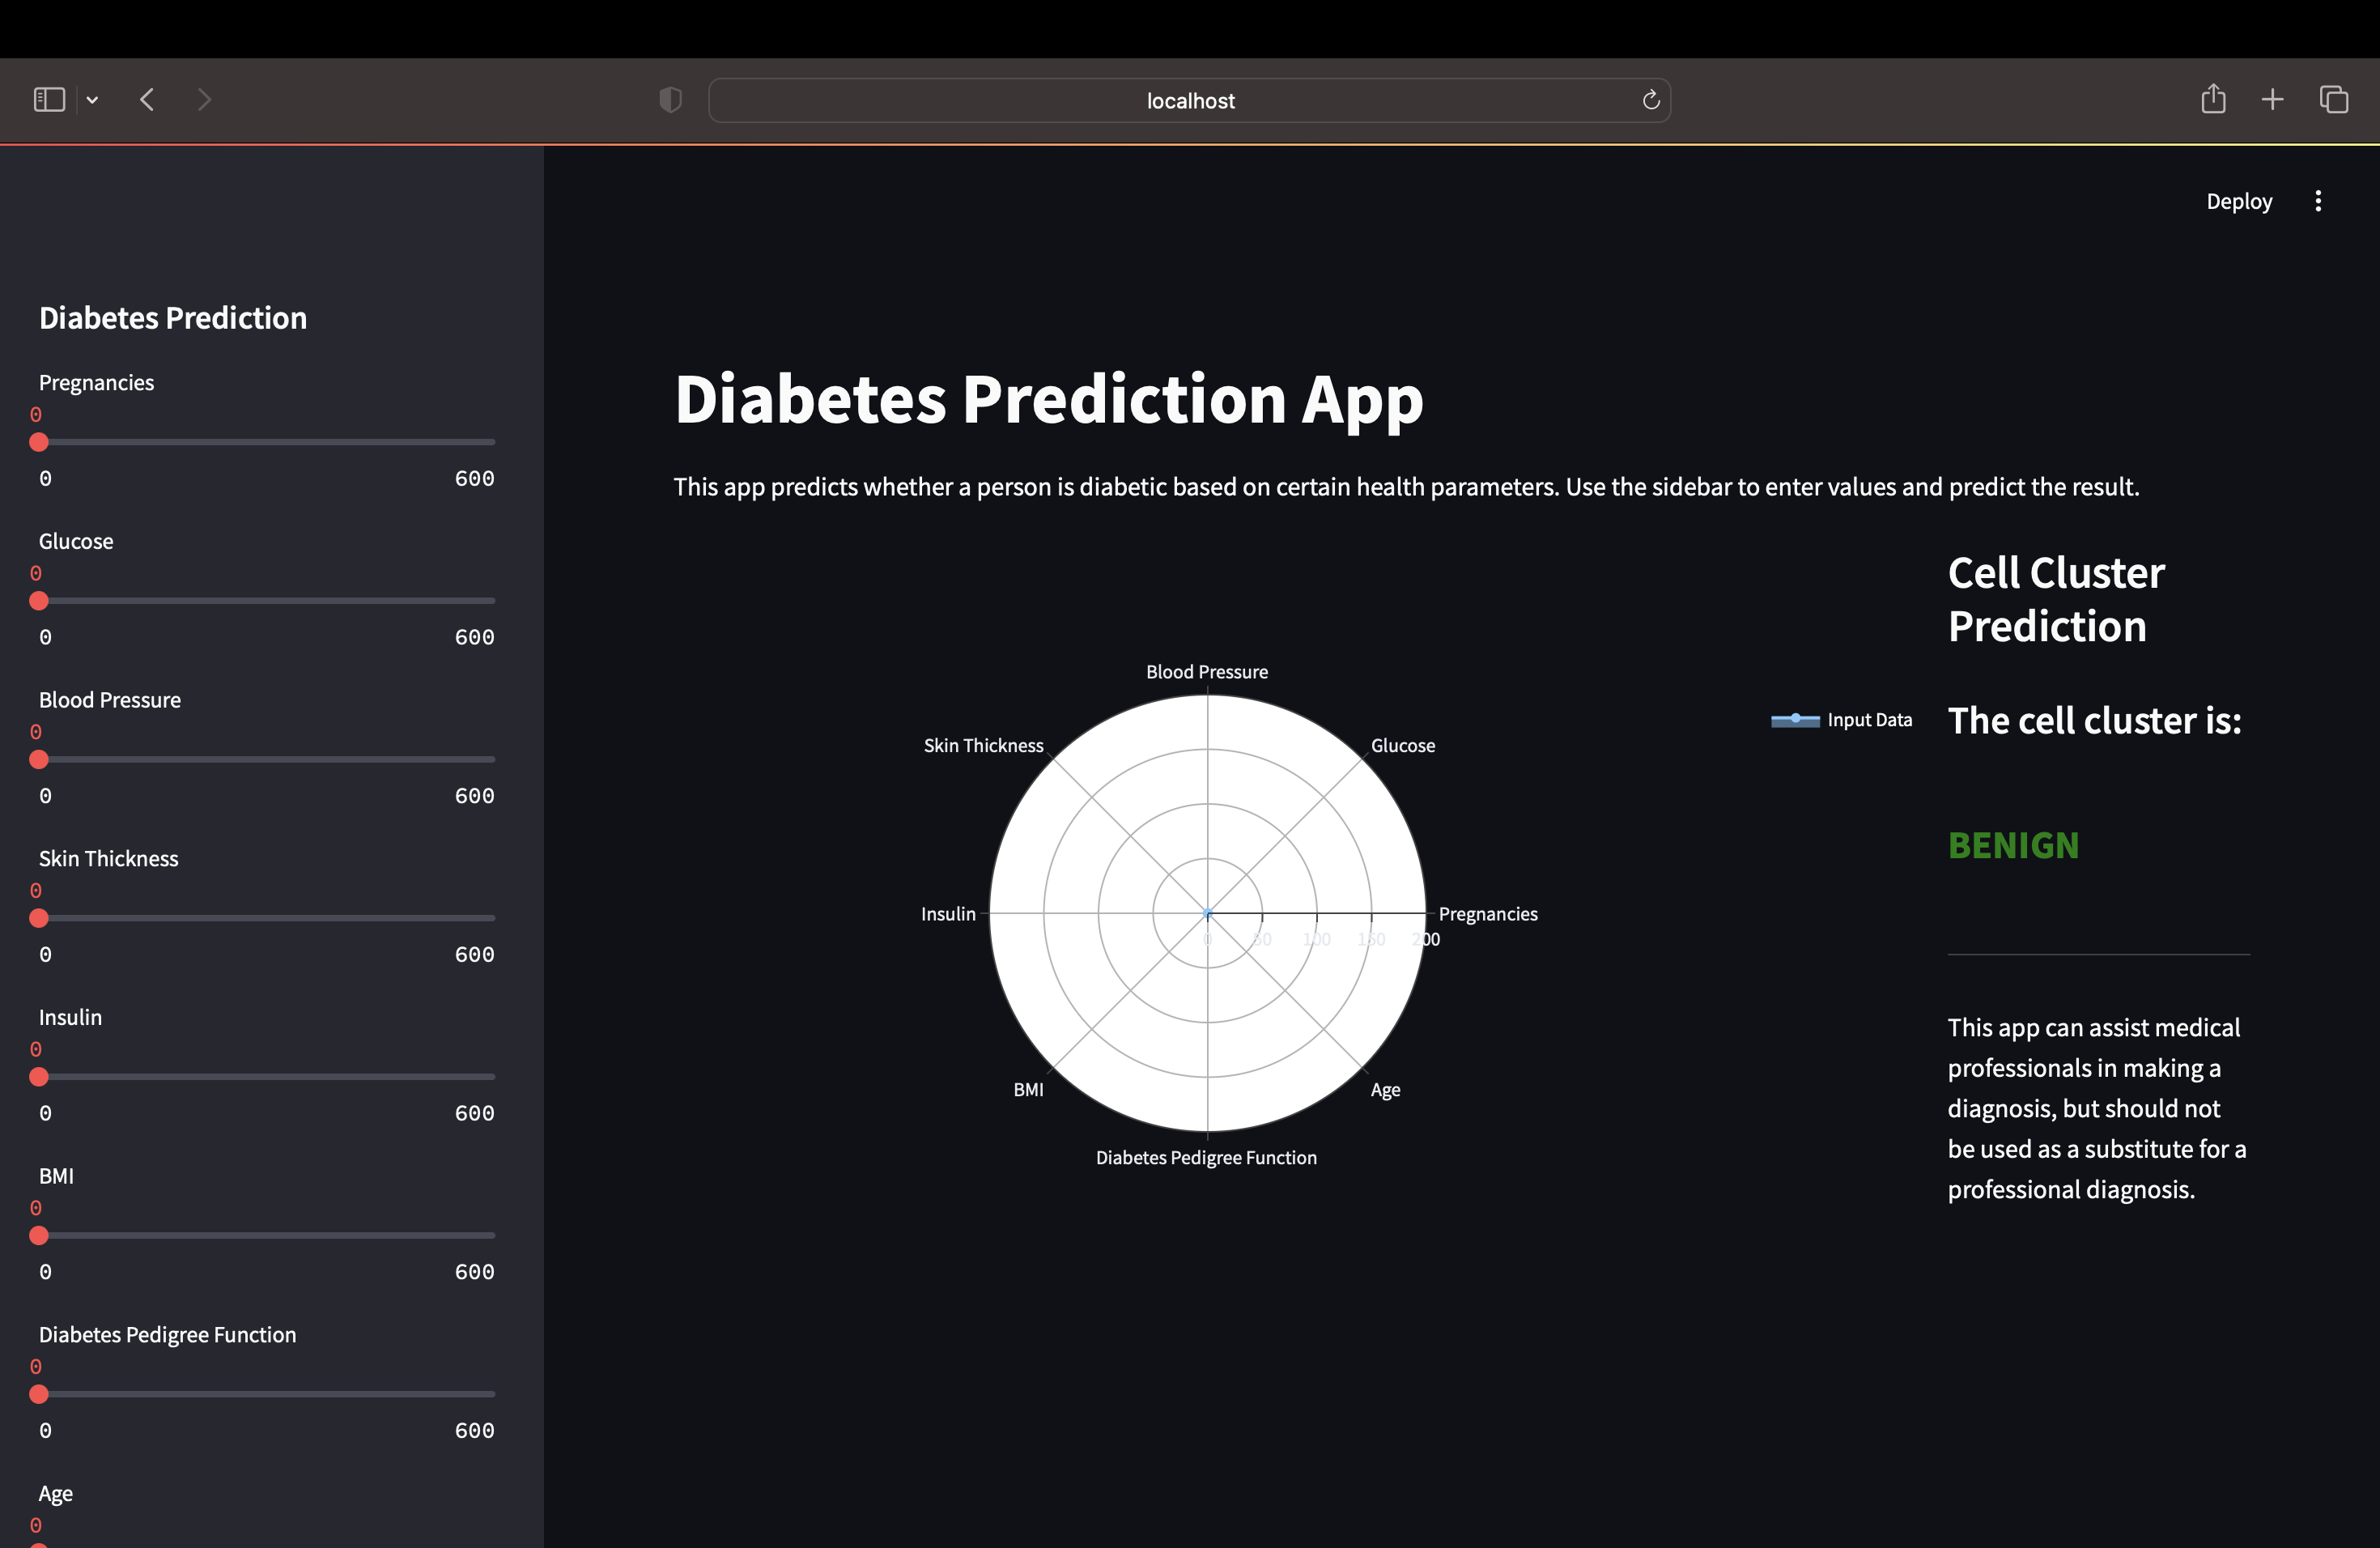 localhost
Deploy
Diabetes Prediction
Pregnancies
0
0 600
Glucose
0
0 600
Blood Pressure
0
0 600
Skin Thickness
0
0 600
Insulin
0
0 600
BMI
0
0 600
Diabetes Pedigree Function
0
0 600
Age
0
Diabetes Prediction App
This app predicts whether a person is diabetic based on certain health parameters. Use the sidebar to enter values and predict the result.
Blood Pressure
Skin Thickness
Glucose
Insulin
Pregnancies
0 50 100 150 200
BMI
Age
Diabetes Pedigree Function
Input Data
Cell Cluster
Prediction
The cell cluster is:
BENIGN
This app can assist medical
professionals in making a
diagnosis, but should not
be used as a substitute for a
professional diagnosis.